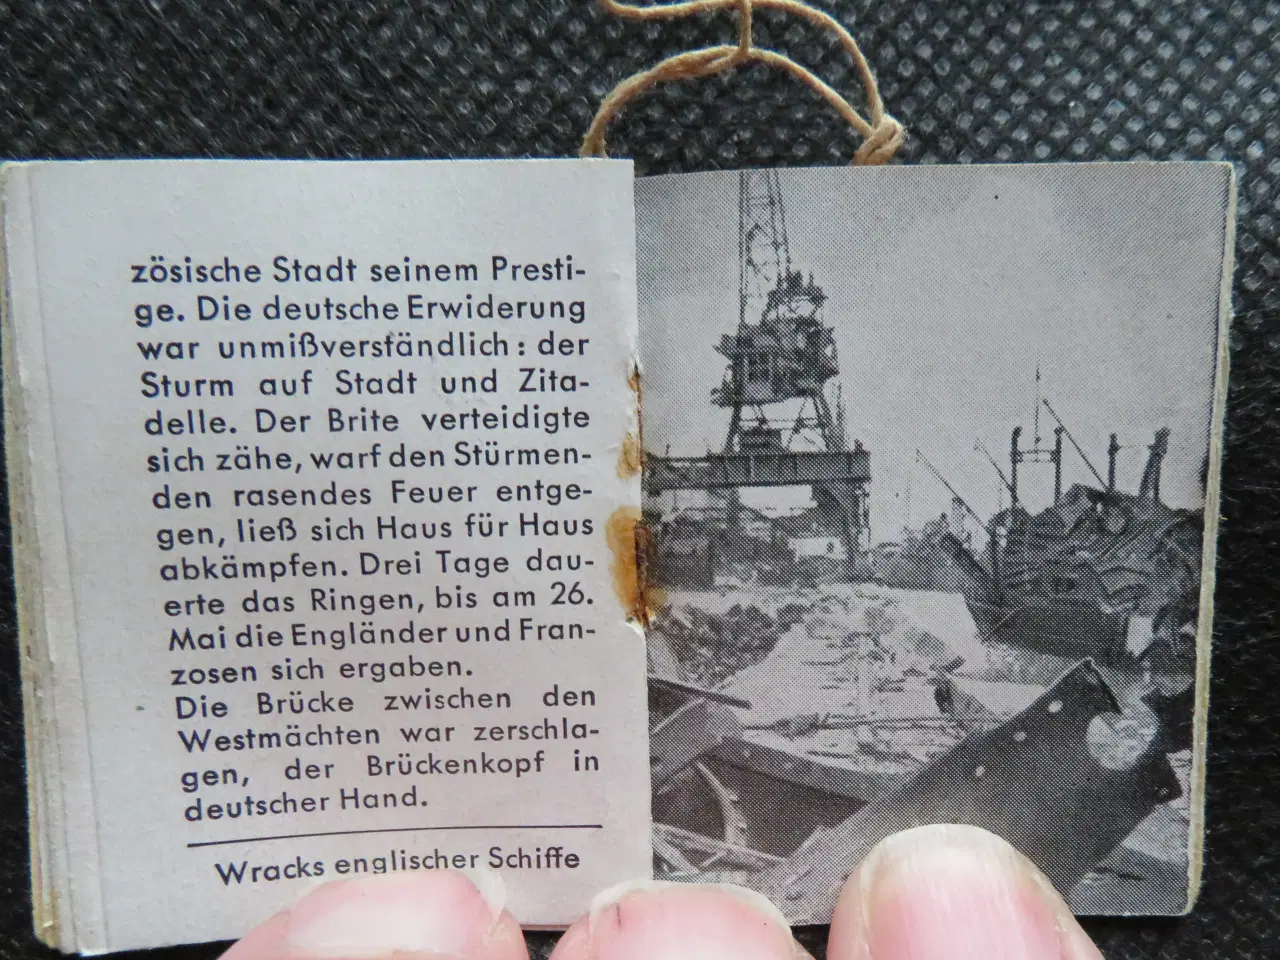 zösische Stadt seinem Presti-
ge. Die deutsche Erwiderung
war unmißverständlich: der
Sturm auf Stadt und Zita-
delle. Der Brite verteidigte
sich zähe, warf den Stürmen-
den rasendes Feuer entge-
gen, ließ sich Haus für Haus
abkämpfen. Drei Tage dau-
erte das Ringen, bis am 26.
Mai die Engländer und Fran-
zosen sich ergaben.
Die Brücke zwischen den
Westmächten war zerschla-
gen, der Brückenkopf in
deutscher Hand.
Wracks englischer Schiffe